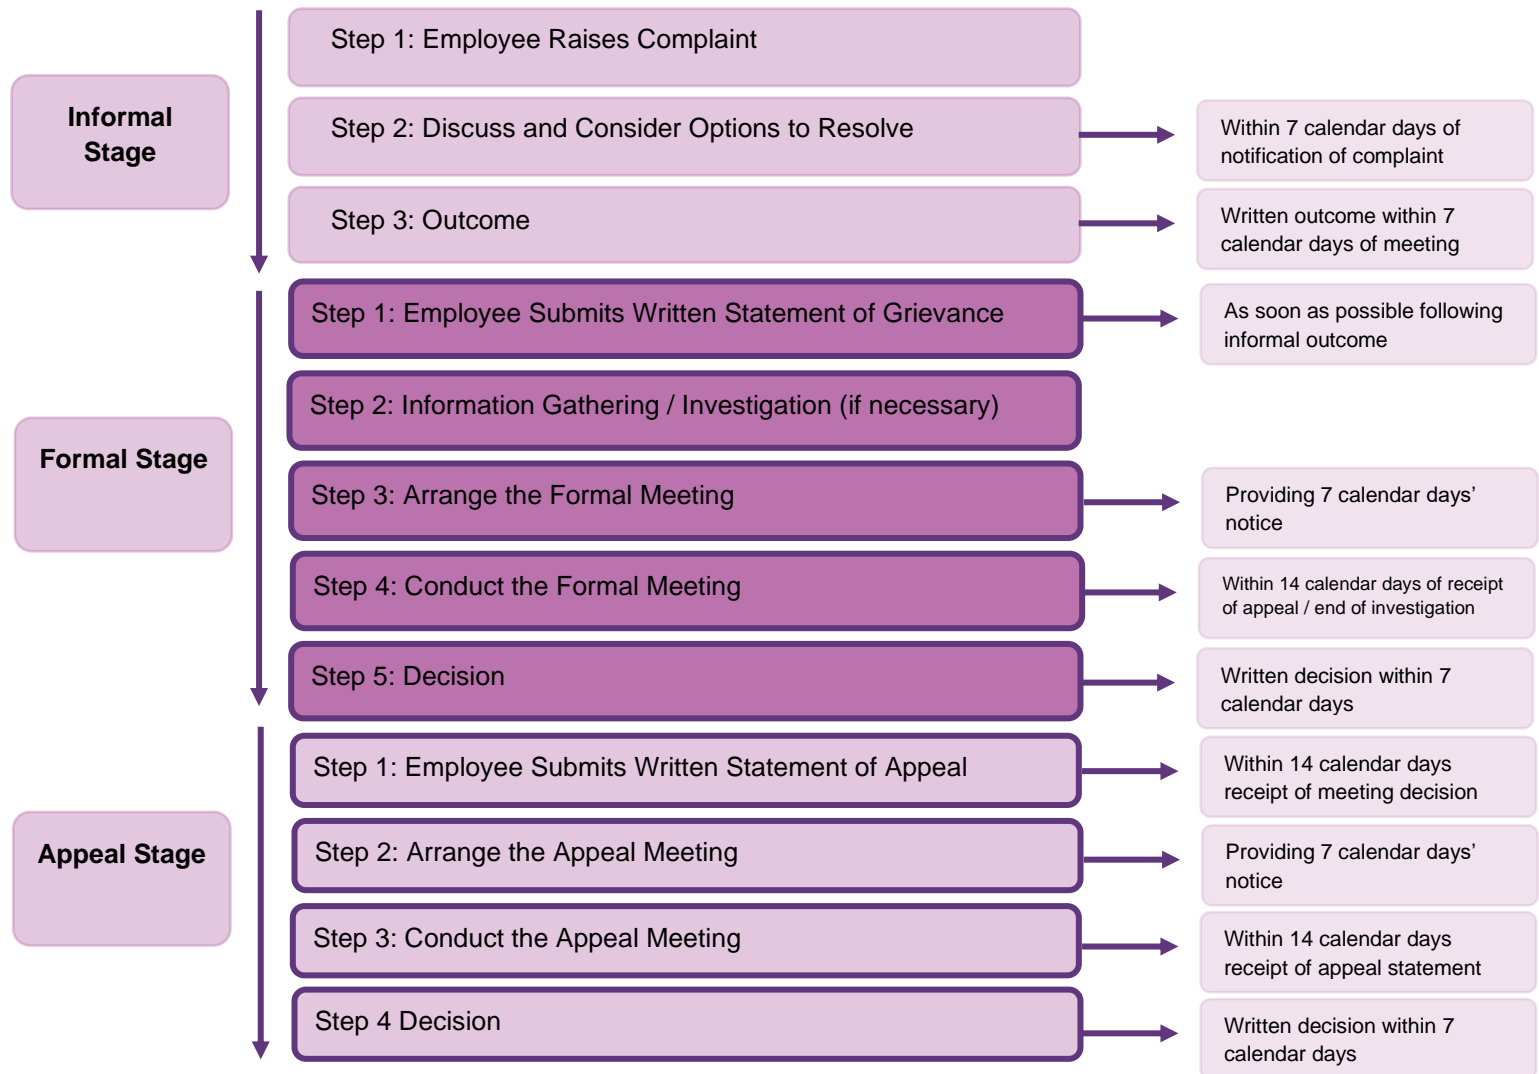 Step 1: Employee Raises Complaint
Informal
Stage
Step 2: Discuss and Consider Options to Resolve
Within 7 calendar days of
notification of complaint
Step 3: Outcome
Written outcome within 7
calendar days of meeting
Step 1: Employee Submits Written Statement of Grievance
As soon as possible following
informal outcome
Step 2: Information Gathering / Investigation (if necessary)
Formal Stage
Step 3: Arrange the Formal Meeting
Providing 7 calendar days’
notice
Step 4: Conduct the Formal Meeting
Within 14 calendar days of receipt
of appeal / end of investigation
Step 5: Decision
Written decision within 7
calendar days
Step 1: Employee Submits Written Statement of Appeal
Within 14 calendar days
receipt of meeting decision
Appeal Stage
Step 2: Arrange the Appeal Meeting
Providing 7 calendar days’
notice
Step 3: Conduct the Appeal Meeting
Within 14 calendar days
receipt of appeal statement
Step 4 Decision
Written decision within 7
calendar days